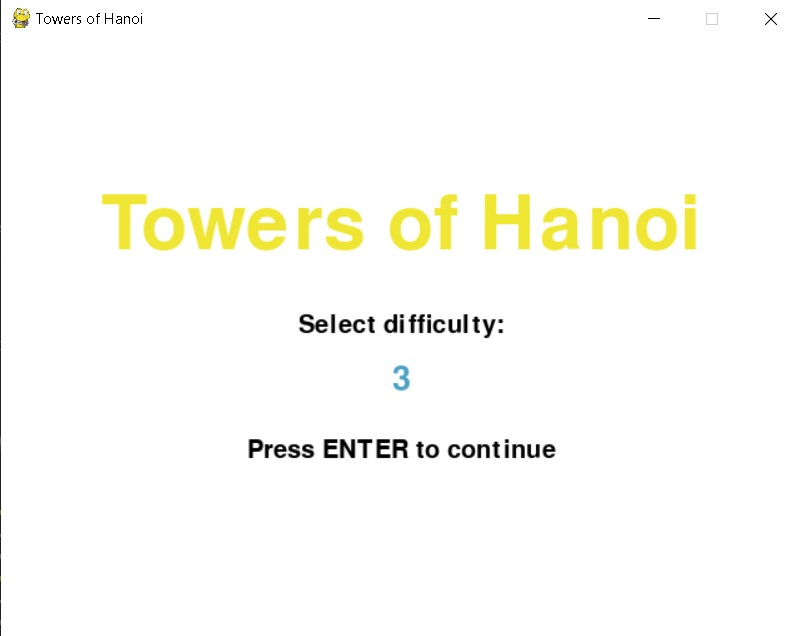 Towers of Hanoi
Towers of Hanoi
Select difficulty:
3
Press ENTER to continue